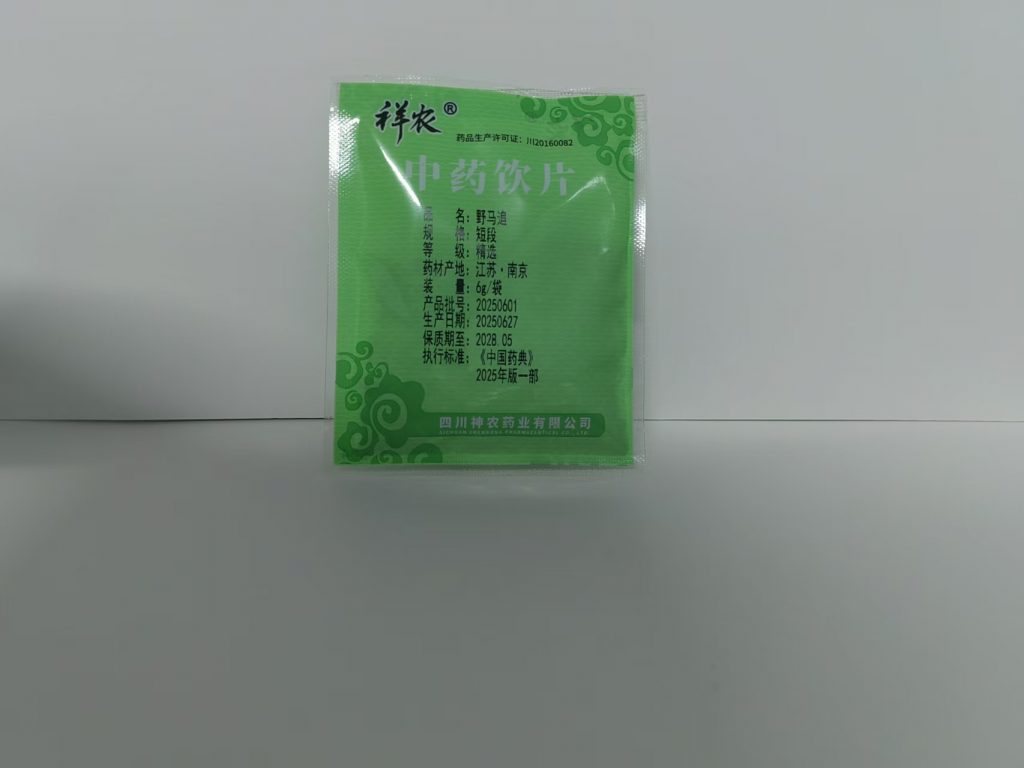 祥农®
药品生产许可证：川20160082
中药饮片
品 名：野马追
规 格：短段
等 级：精选
药材产地：江苏·南京
装 量：6g/袋
产品批号：20250601
生产日期：20250627
保质期至：2028.05
执行标准：《中国药典》
2025年版一部
四川神农药业有限公司